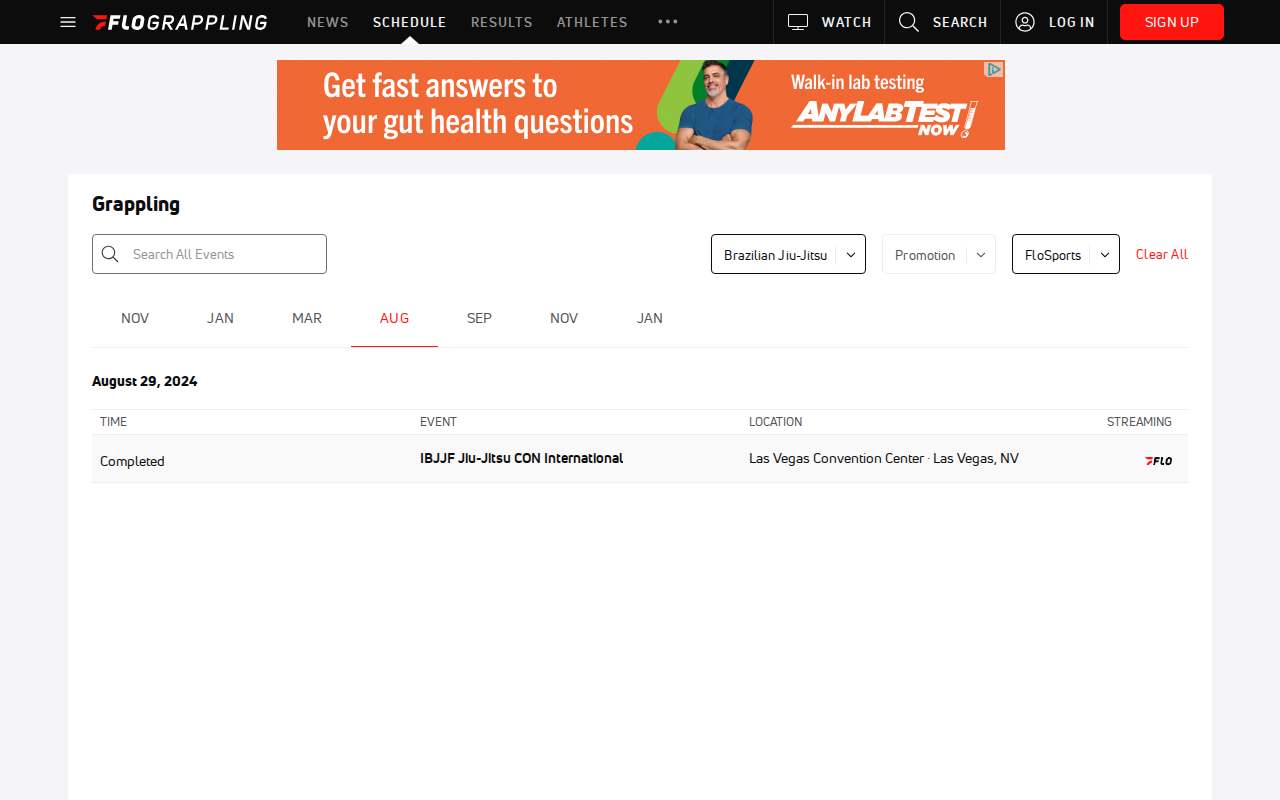 FLOGRAPPLING
NEWS
SCHEDULE
RESULTS
ATHLETES
WATCH
SEARCH
LOG IN
SIGN UP
Get fast answers to
your gut health questions
Walk-in lab testing
ANYLABTEST
NOW!
Grappling
Search All Events
Brazilian Jiu-Jitsu
Promotion
FloSports
Clear All
NOV
JAN
MAR
AUG
SEP
NOV
JAN
August 29, 2024
TIME
EVENT
LOCATION
STREAMING
Completed
IBJJF Jiu-Jitsu CON International
Las Vegas Convention Center · Las Vegas, NV
FLO